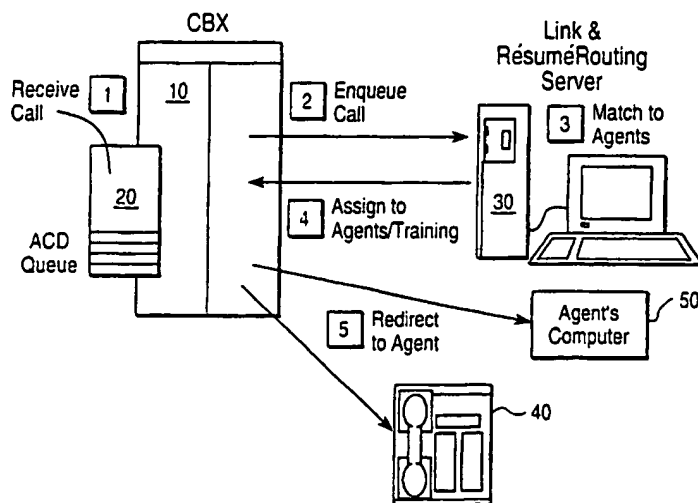 CBX
Link &
RésuméRouting
Server
Receive
Call
1
10
2
Enqueue
Call
3
Match to
Agents
20
30
4
Assign to
Agents/Training
ACD
Queue
5
Redirect
to Agent
Agent's
Computer
50
40